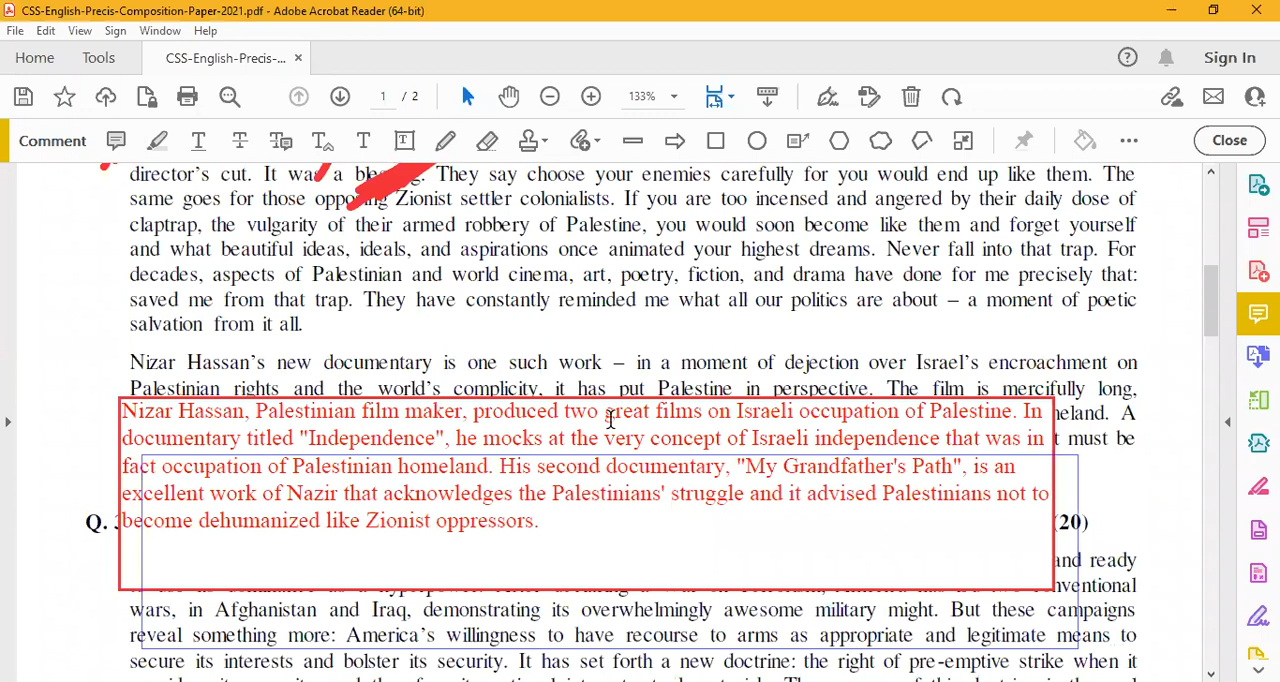 CSS-English-Precis-Composition-Paper-2021.pdf - Adobe Acrobat Reader (64-bit)
File Edit View Sign Window Help
Home Tools CSS-English-Precis-... × Sign In
1 / 2 133%
Comment Close
director's cut. It was a blessing. They say choose your enemies carefully for you would end up like them. The
same goes for those opposing Zionist settler colonialists. If you are too incensed and angered by their daily dose of
claptrap, the vulgarity of their armed robbery of Palestine, you would soon become like them and forget yourself
and what beautiful ideas, ideals, and aspirations once animated your highest dreams. Never fall into that trap. For
decades, aspects of Palestinian and world cinema, art, poetry, fiction, and drama have done for me precisely that:
saved me from that trap. They have constantly reminded me what all our politics are about – a moment of poetic
salvation from it all.
Nizar Hassan's new documentary is one such work – in a moment of dejection over Israel's encroachment on
Palestinian rights and the world's complicity, it has put Palestine in perspective. The film is mercifully long,
meland. A
t must be
Nizar Hassan, Palestinian film maker, produced two great films on Israeli occupation of Palestine. In
documentary titled "Independence", he mocks at the very concept of Israeli independence that was in
fact occupation of Palestinian homeland. His second documentary, "My Grandfather's Path", is an
excellent work of Nazir that acknowledges the Palestinians' struggle and it advised Palestinians not to
become dehumanized like Zionist oppressors.
Q. (20)
and ready
nventional
wars, in Afghanistan and Iraq, demonstrating its overwhelmingly awesome military might. But these campaigns
reveal something more: America's willingness to have recourse to arms as appropriate and legitimate means to
secure its interests and bolster its security. It has set forth a new doctrine: the right of pre-emptive strike when it